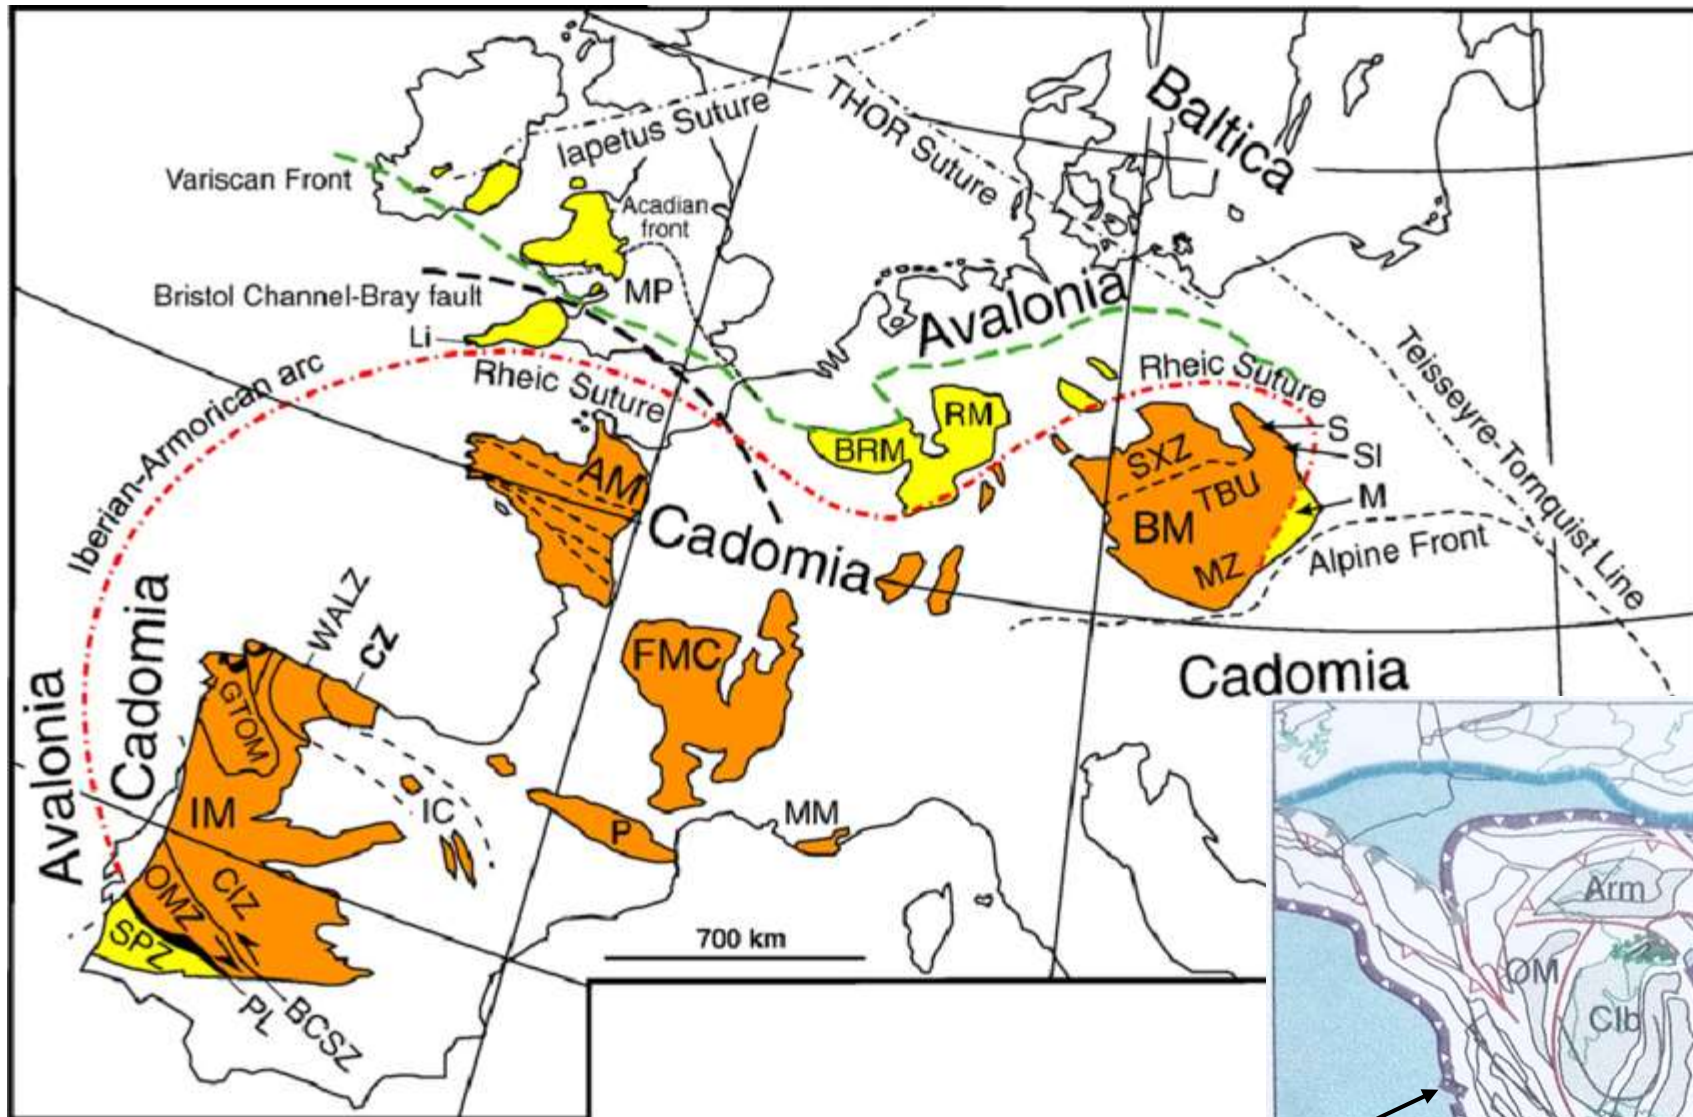 Baltica
THOR Suture
Iapetus Suture
Variscan Front
Acadian
front
MP
Bristol Channel-Bray fault
Li
Avalonia
Rheic Suture
Rheic Suture
Teisseyre-Tornquist Line
Iberian-Armorican arc
RM
BRM
S
SI
SXZ
TBU
M
BM
MZ
Alpine Front
AM
Cadomia
WALZ
CZ
FMC
Cadomia
Cadomia
Avalonia
GTOM
IM
IC
P
MM
CIZ
OMZ
SPZ
PL
BCSZ
700 km
Arm
OM
CIb